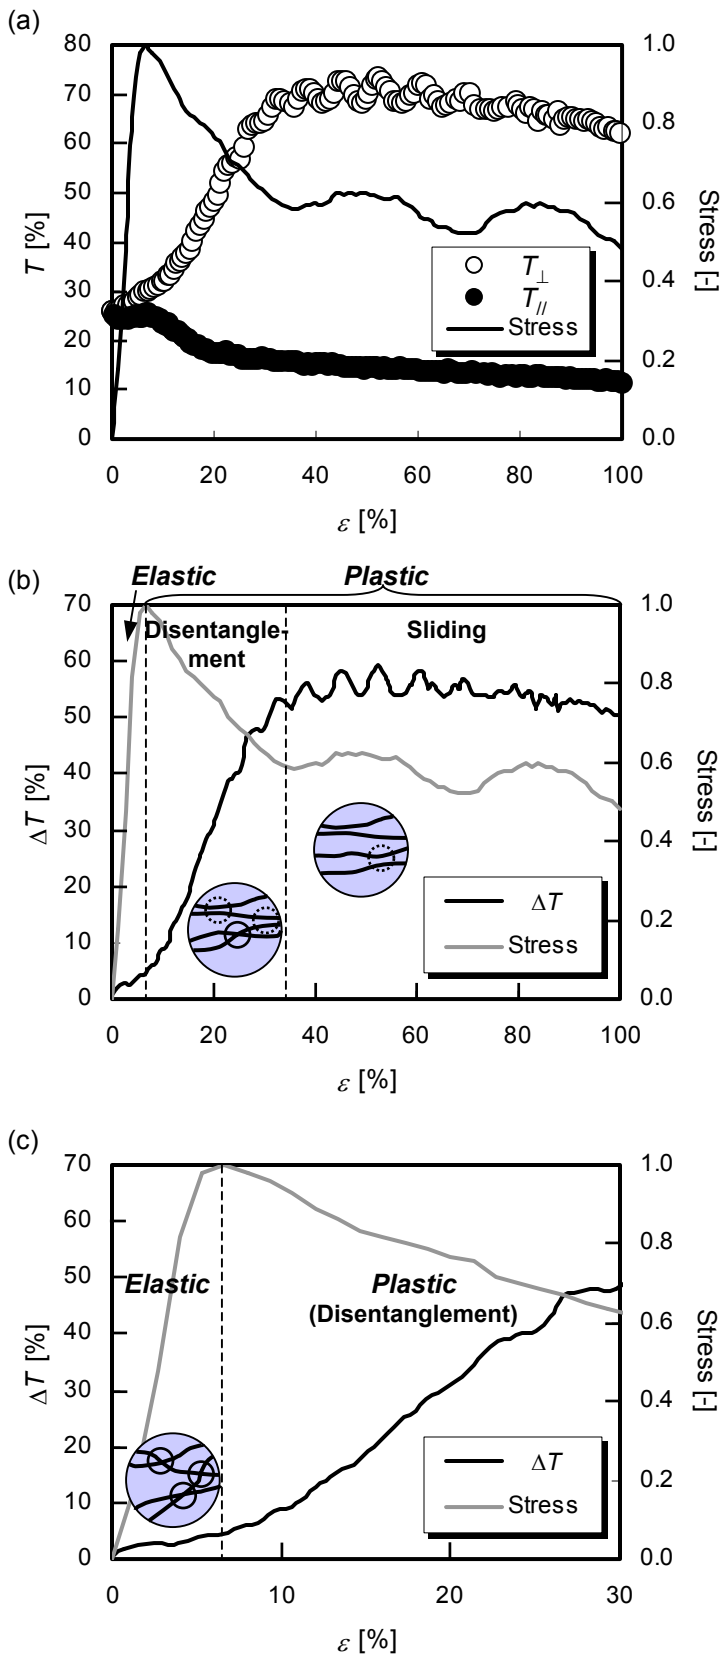 (a)
80
70
60
50
40
30
20
10
0
T [%]
1.0
0.8
0.6
0.4
0.2
0.0
Stress [-]
T⊥
T//
Stress
0 20 40 60 80 100
ε [%]
(b)
Elastic Plastic
70
60
50
40
30
20
10
0
ΔT [%]
Disentangle-
ment
Sliding
1.0
0.8
0.6
0.4
0.2
0.0
Stress [-]
ΔT
Stress
0 20 40 60 80 100
ε [%]
(c)
70
60
50
40
30
20
10
0
ΔT [%]
Elastic
Plastic
(Disentanglement)
1.0
0.8
0.6
0.4
0.2
0.0
Stress [-]
ΔT
Stress
0 10 20 30
ε [%]